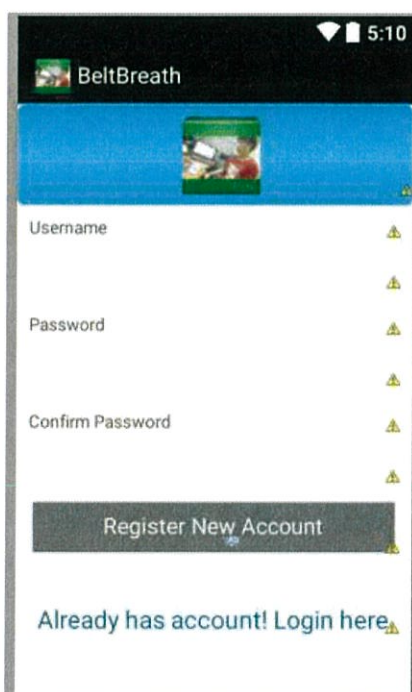 5:10
BeltBreath
Username
Password
Confirm Password
Register New Account
Already has account! Login here